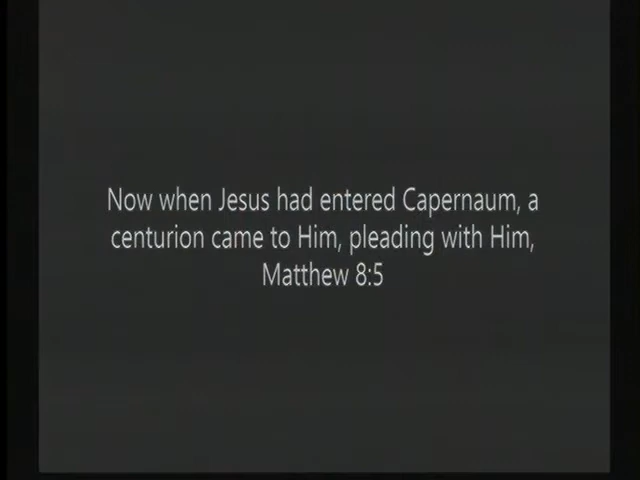 Now when Jesus had entered Capernaum, a
centurion came to Him, pleading with Him,
Matthew 8:5